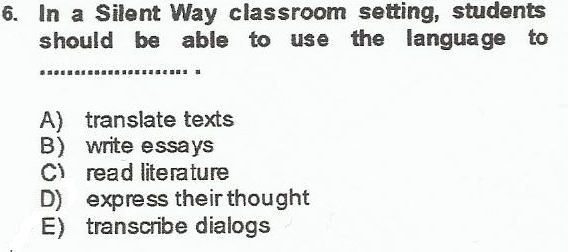 6. In a Silent Way classroom setting, students
should be able to use the language to
........................ .
A) translate texts
B) write essays
C) read literature
D) express their thought
E) transcribe dialogs